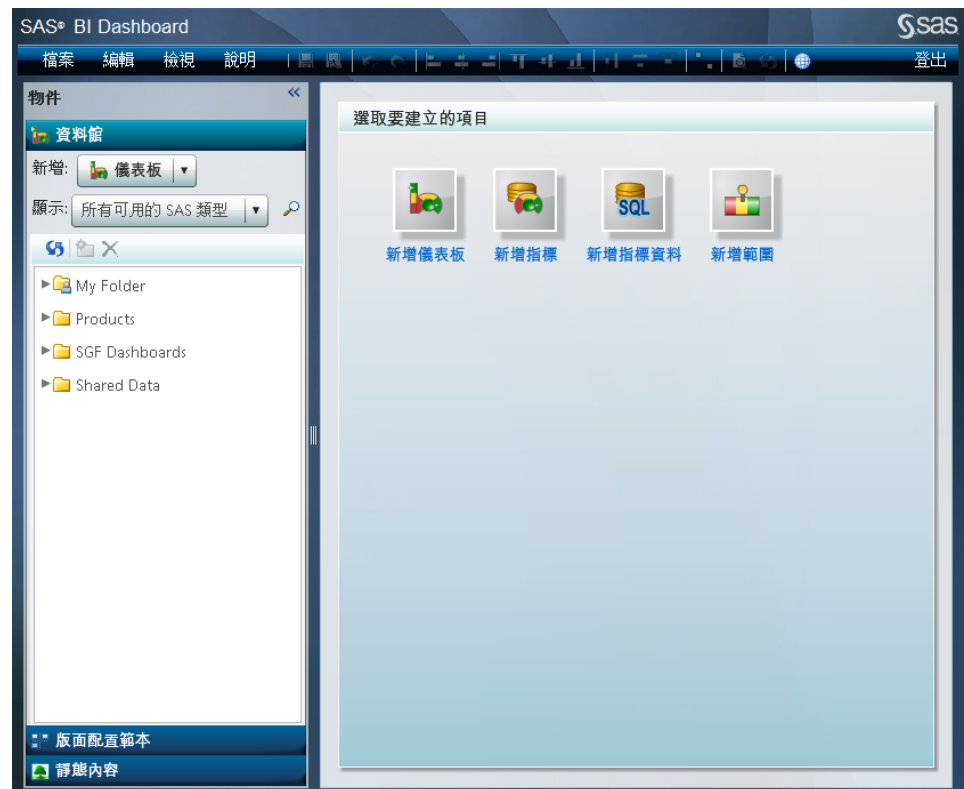 SAS® BI Dashboard
sas
檔案 編輯 檢視 說明 登出
物件
資料館
新增: 儀表板
顯示: 所有可用的 SAS 類型
My Folder
Products
SGF Dashboards
Shared Data
版面配置範本
靜態內容
選取要建立的項目
SQL
新增儀表板 新增指標 新增指標資料 新增範圍